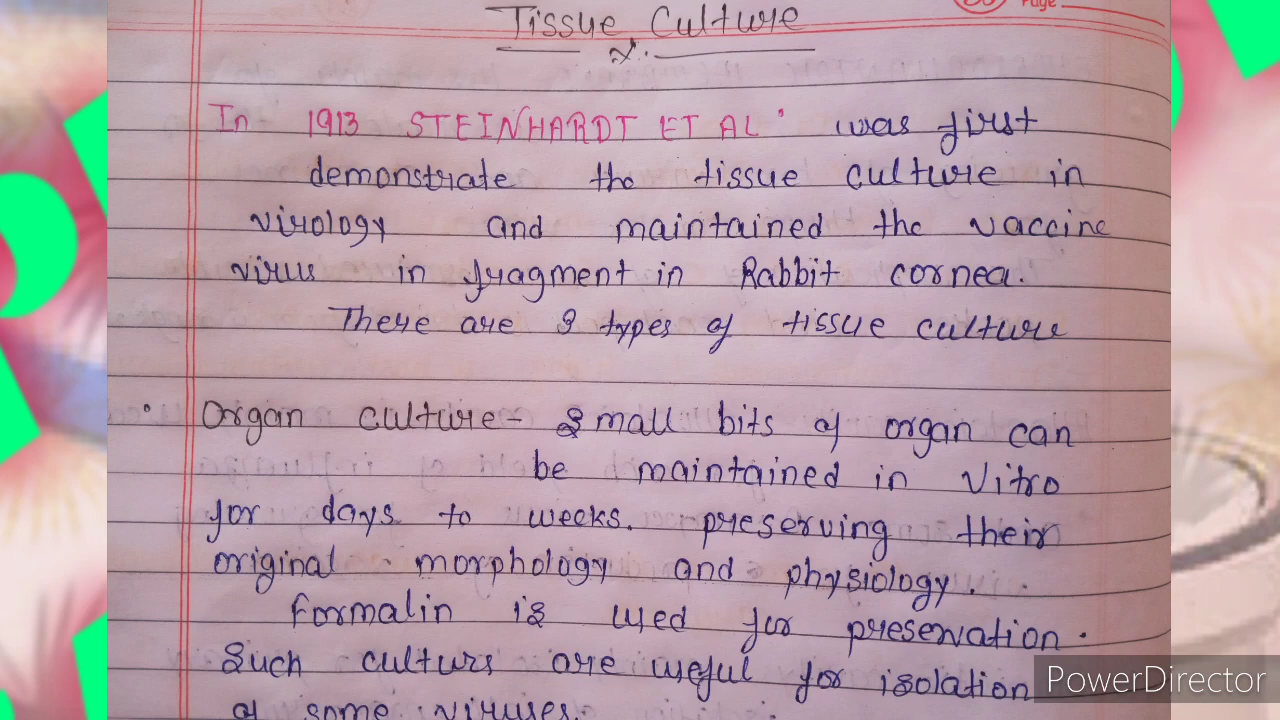 Page
Tissue Culture
In 1913 STEINHARDT ET AL was first
demonstrate the tissue culture in
virology and maintained the vaccine
virus in fragment in Rabbit cornea.
There are 3 types of tissue culture
• Organ culture - Small bits of organ can
be maintained in Vitro
for days to weeks. preserving their
original morphology and physiology.
Formalin is used for preservation.
Such culturs are useful for isolation
of some viruses.
PowerDirector